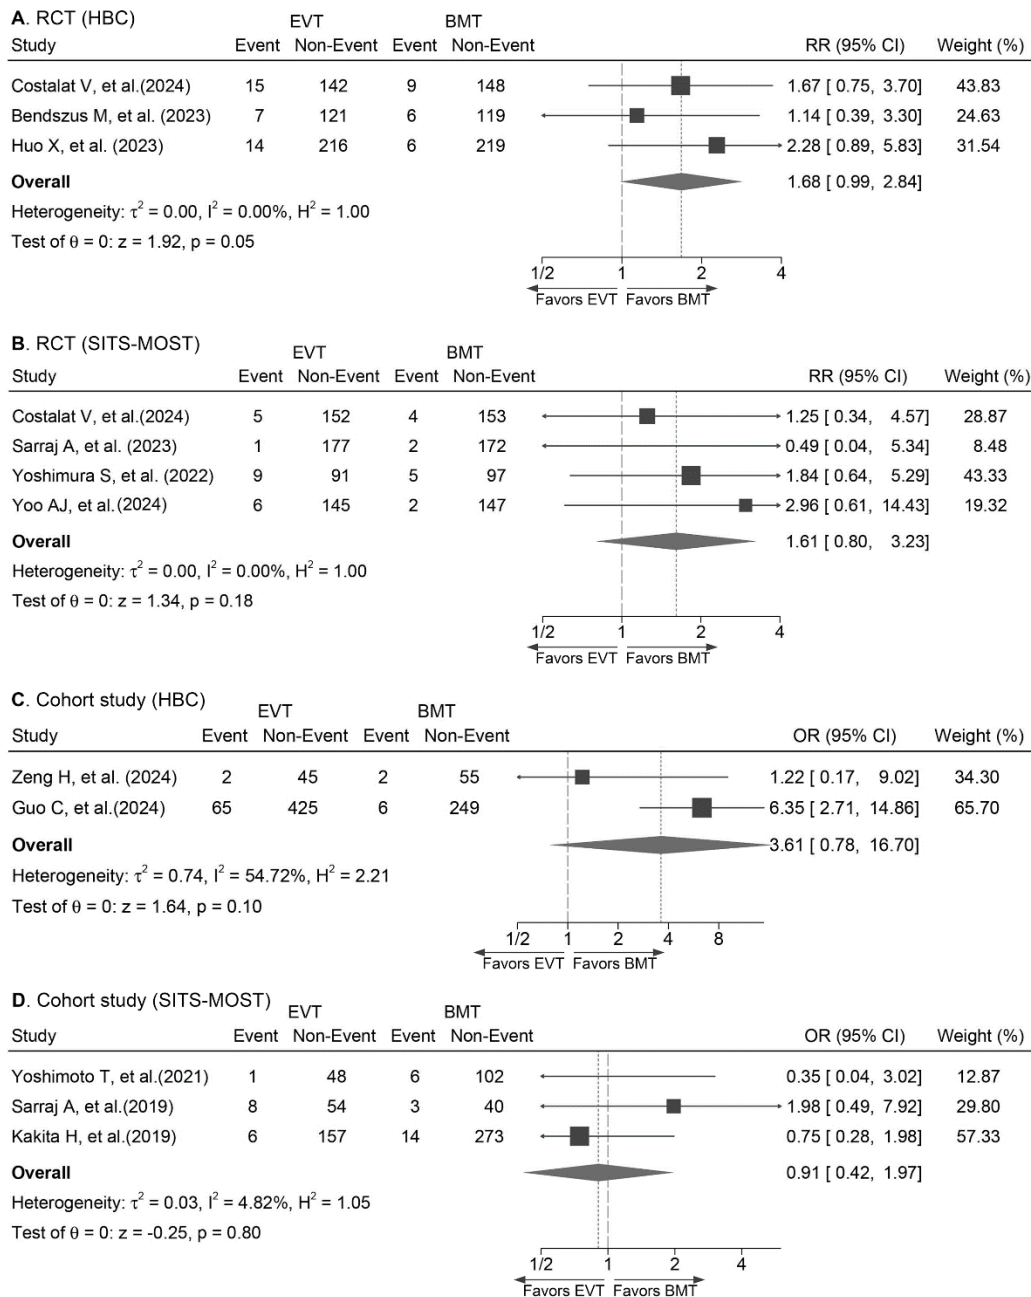 A. RCT (HBC)
EVT BMT
Study Event Non-Event Event Non-Event RR (95% CI) Weight (%)
Costalat V, et al.(2024) 15 142 9 148 1.67 [ 0.75, 3.70] 43.83
Bendszus M, et al. (2023) 7 121 6 119 1.14 [ 0.39, 3.30] 24.63
Huo X, et al. (2023) 14 216 6 219 2.28 [ 0.89, 5.83] 31.54
Overall 1.68 [ 0.99, 2.84]
Heterogeneity: τ² = 0.00, I² = 0.00%, H² = 1.00
Test of θ = 0: z = 1.92, p = 0.05
1/2 1 2 4
Favors EVT Favors BMT
B. RCT (SITS-MOST)
EVT BMT
Study Event Non-Event Event Non-Event RR (95% CI) Weight (%)
Costalat V, et al.(2024) 5 152 4 153 1.25 [ 0.34, 4.57] 28.87
Sarraj A, et al. (2023) 1 177 2 172 0.49 [ 0.04, 5.34] 8.48
Yoshimura S, et al. (2022) 9 91 5 97 1.84 [ 0.64, 5.29] 43.33
Yoo AJ, et al. (2024) 6 145 2 147 2.96 [ 0.61, 14.43] 19.32
Overall 1.61 [ 0.80, 3.23]
Heterogeneity: τ² = 0.00, I² = 0.00%, H² = 1.00
Test of θ = 0: z = 1.34, p = 0.18
1/2 1 2 4
Favors EVT Favors BMT
C. Cohort study (HBC)
EVT BMT
Study Event Non-Event Event Non-Event OR (95% CI) Weight (%)
Zeng H, et al. (2024) 2 45 2 55 1.22 [ 0.17, 9.02] 34.30
Guo C, et al.(2024) 65 425 6 249 6.35 [ 2.71, 14.86] 65.70
Overall 3.61 [ 0.78, 16.70]
Heterogeneity: τ² = 0.74, I² = 54.72%, H² = 2.21
Test of θ = 0: z = 1.64, p = 0.10
1/2 1 2 4 8
Favors EVT Favors BMT
D. Cohort study (SITS-MOST)
EVT BMT
Study Event Non-Event Event Non-Event OR (95% CI) Weight (%)
Yoshimoto T, et al.(2021) 1 48 6 102 0.35 [ 0.04, 3.02] 12.87
Sarraj A, et al.(2019) 8 54 3 40 1.98 [ 0.49, 7.92] 29.80
Kakita H, et al.(2019) 6 157 14 273 0.75 [ 0.28, 1.98] 57.33
Overall 0.91 [ 0.42, 1.97]
Heterogeneity: τ² = 0.03, I² = 4.82%, H² = 1.05
Test of θ = 0: z = -0.25, p = 0.80
1/2 1 2 4
Favors EVT Favors BMT